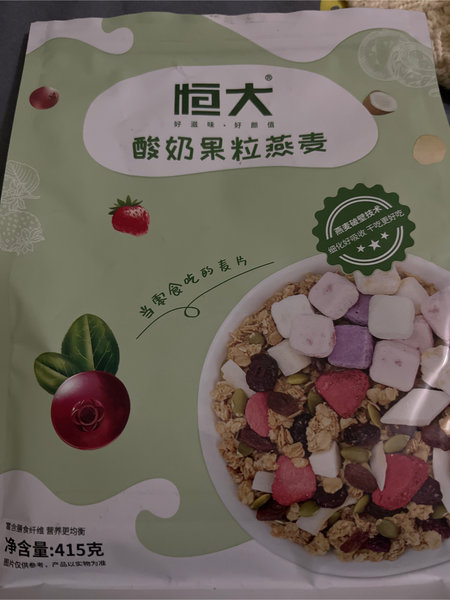 恒大®
好滋味·好颜值
酸奶果粒燕麦
燕麦破壁技术
细化好吸收 干吃更好吃
当零食吃的麦片
富含膳食纤维 营养更均衡
净含量:415克
图片仅供参考，产品以实物为准